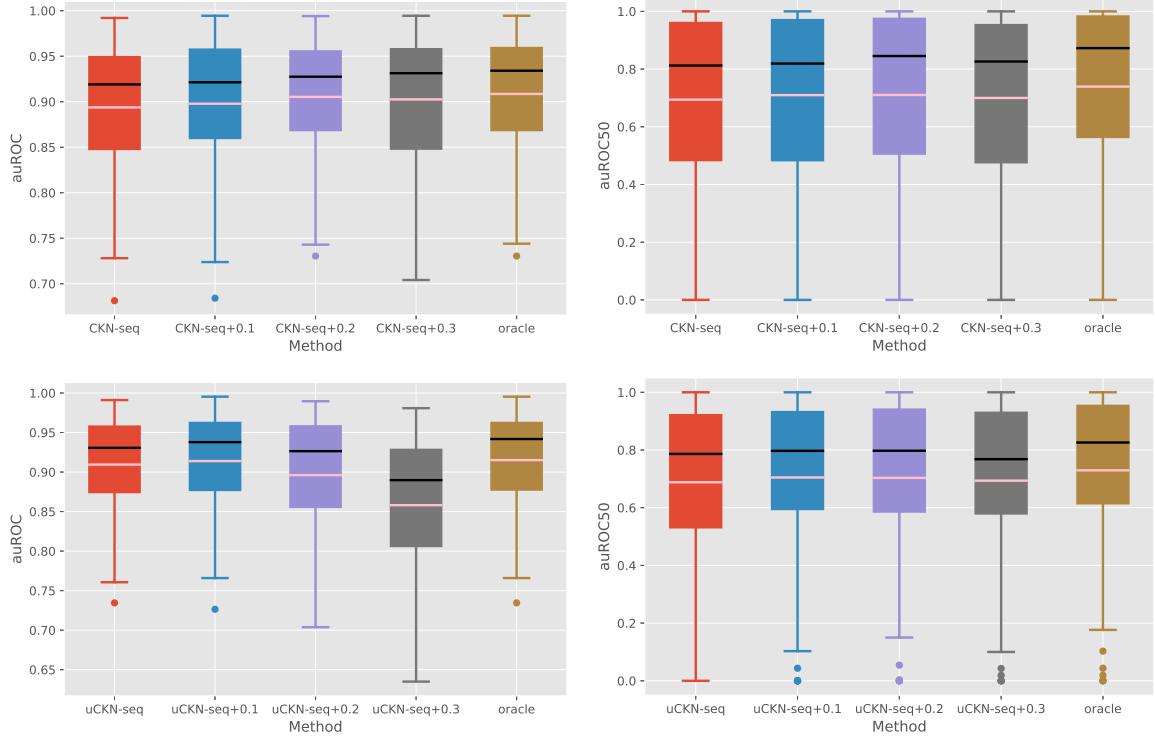 1.00
0.95
0.90
0.85
0.80
0.75
0.70
auROC
CKN-seq CKN-seq+0.1 CKN-seq+0.2 CKN-seq+0.3 oracle
Method
1.0
0.8
0.6
0.4
0.2
0.0
auROC50
CKN-seq CKN-seq+0.1 CKN-seq+0.2 CKN-seq+0.3 oracle
Method
1.00
0.95
0.90
0.85
0.80
0.75
0.70
0.65
auROC
uCKN-seq uCKN-seq+0.1 uCKN-seq+0.2 uCKN-seq+0.3 oracle
Method
1.0
0.8
0.6
0.4
0.2
0.0
auROC50
uCKN-seq uCKN-seq+0.1 uCKN-seq+0.2 uCKN-seq+0.3 oracle
Method